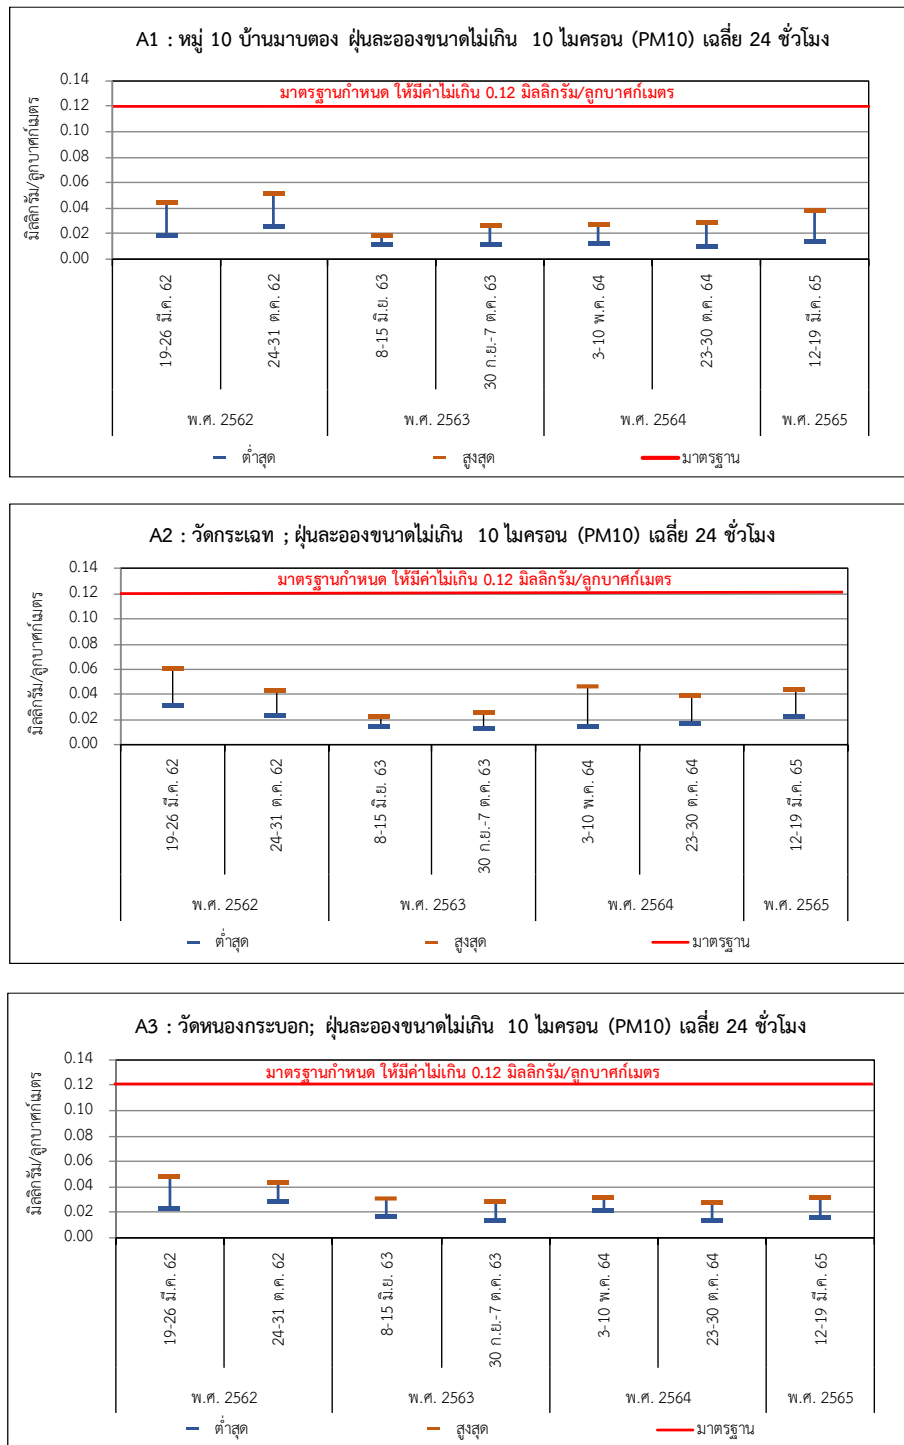 A1 : หมู่ 10 บ้านมาบตอง ฝุ่นละอองขนาดไม่เกิน 10 ไมครอน (PM10) เฉลี่ย 24 ชั่วโมง
มิลลิกรัม/ลูกบาศก์เมตร
0.14
0.12
0.10
0.08
0.06
0.04
0.02
0.00
มาตรฐานกำหนด ให้มีค่าไม่เกิน 0.12 มิลลิกรัม/ลูกบาศก์เมตร
19-26 มี.ค. 62
24-31 ต.ค. 62
8-15 มิ.ย. 63
30 ก.ย.-7 ต.ค. 63
3-10 พ.ค. 64
23-30 ต.ค. 64
12-19 มี.ค. 65
พ.ศ. 2562
พ.ศ. 2563
พ.ศ. 2564
พ.ศ. 2565
ต่ำสุด
สูงสุด
มาตรฐาน
A2 : วัดกระเฉท ; ฝุ่นละอองขนาดไม่เกิน 10 ไมครอน (PM10) เฉลี่ย 24 ชั่วโมง
มิลลิกรัม/ลูกบาศก์เมตร
0.14
0.12
0.10
0.08
0.06
0.04
0.02
0.00
มาตรฐานกำหนด ให้มีค่าไม่เกิน 0.12 มิลลิกรัม/ลูกบาศก์เมตร
19-26 มี.ค. 62
24-31 ต.ค. 62
8-15 มิ.ย. 63
30 ก.ย.-7 ต.ค. 63
3-10 พ.ค. 64
23-30 ต.ค. 64
12-19 มี.ค. 65
พ.ศ. 2562
พ.ศ. 2563
พ.ศ. 2564
พ.ศ. 2565
ต่ำสุด
สูงสุด
มาตรฐาน
A3 : วัดหนองกระบอก; ฝุ่นละอองขนาดไม่เกิน 10 ไมครอน (PM10) เฉลี่ย 24 ชั่วโมง
มิลลิกรัม/ลูกบาศก์เมตร
0.14
0.12
0.10
0.08
0.06
0.04
0.02
0.00
มาตรฐานกำหนด ให้มีค่าไม่เกิน 0.12 มิลลิกรัม/ลูกบาศก์เมตร
19-26 มี.ค. 62
24-31 ต.ค. 62
8-15 มิ.ย. 63
30 ก.ย.-7 ต.ค. 63
3-10 พ.ค. 64
23-30 ต.ค. 64
12-19 มี.ค. 65
พ.ศ. 2562
พ.ศ. 2563
พ.ศ. 2564
พ.ศ. 2565
ต่ำสุด
สูงสุด
มาตรฐาน